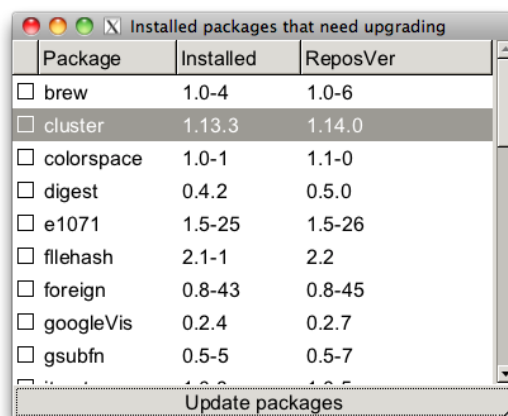 Installed packages that need upgrading
Package Installed ReposVer
brew 1.0-4 1.0-6
cluster 1.13.3 1.14.0
colorspace 1.0-1 1.1-0
digest 0.4.2 0.5.0
e1071 1.5-25 1.5-26
fllehash 2.1-1 2.2
foreign 0.8-43 0.8-45
googleVis 0.2.4 0.2.7
gsubfn 0.5-5 0.5-7
Update packages